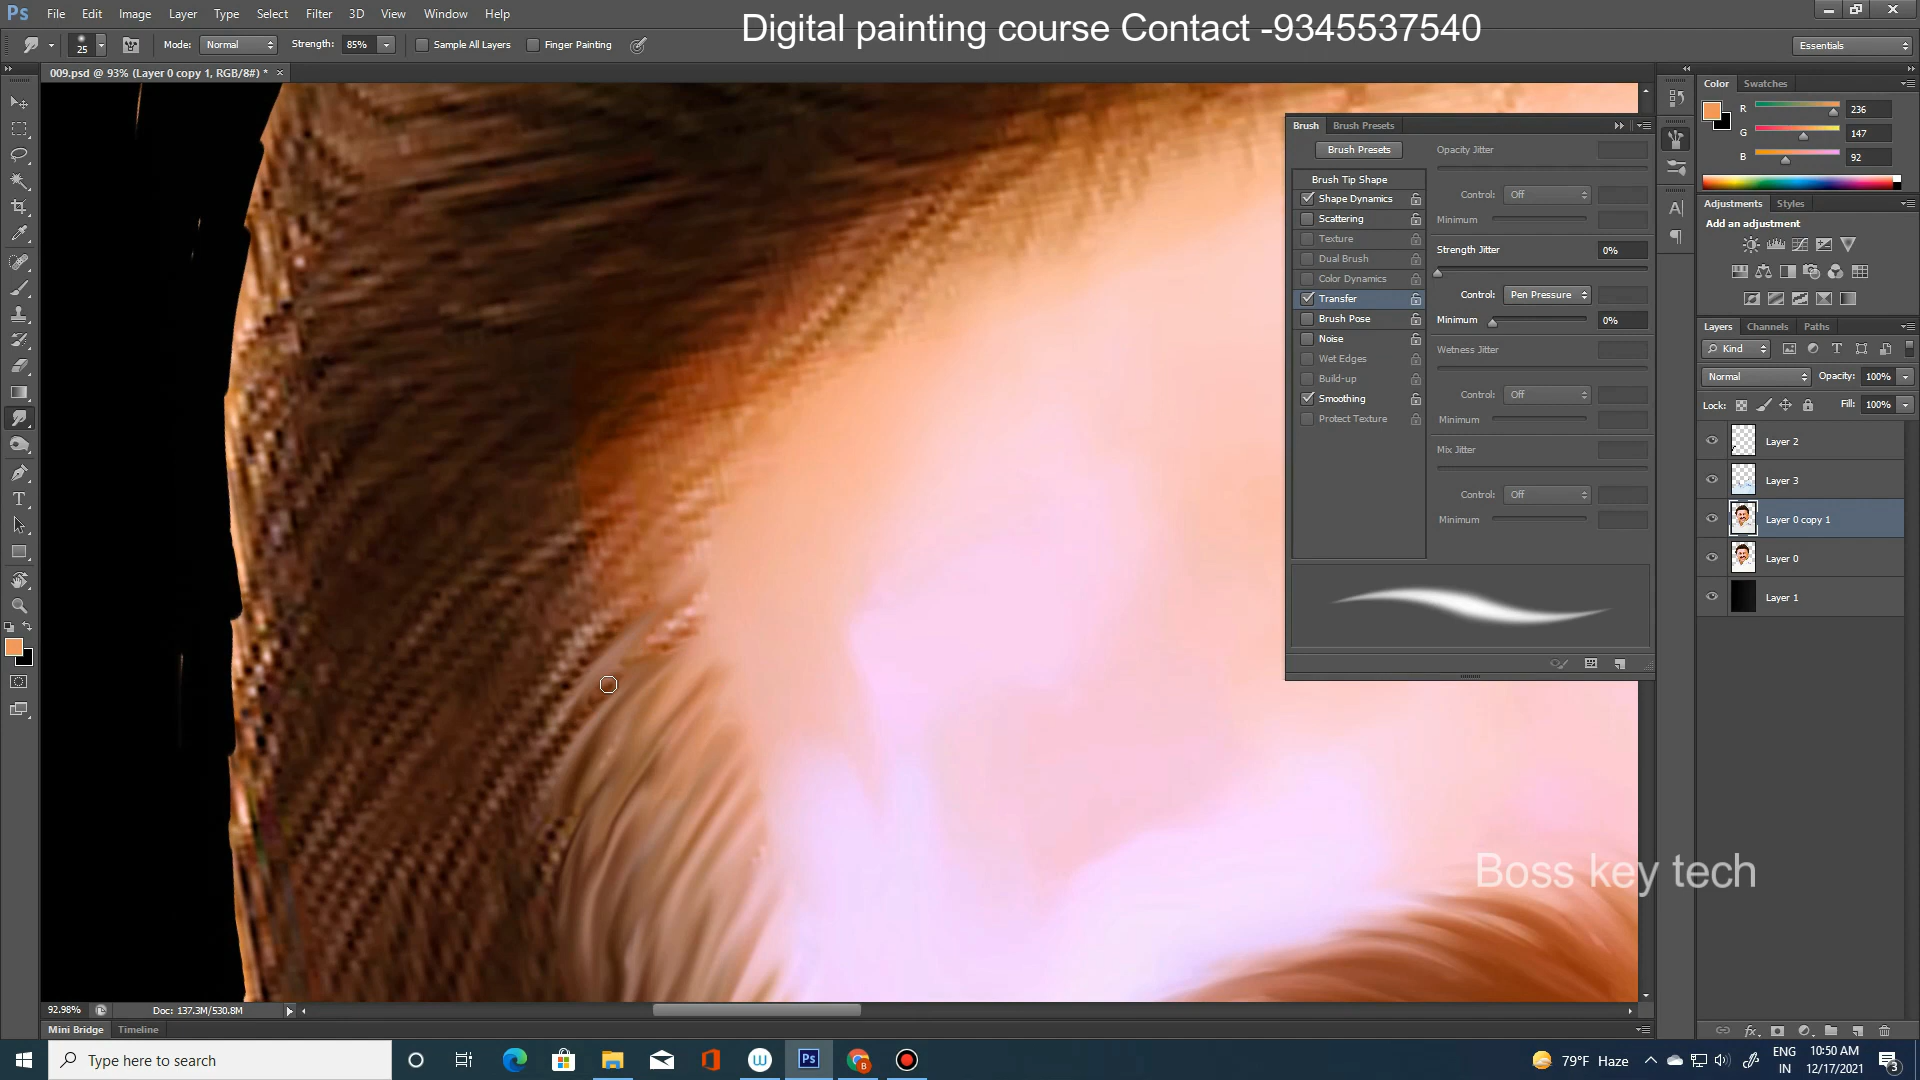 Ps File Edit Image Layer Type Select Filter 3D View Window Help
Digital painting course Contact -9345537540
25 Mode: Normal Strength: 85% Sample All Layers Finger Painting
Essentials
009.psd @ 93% (Layer 0 copy 1, RGB/8#) * ×
Brush Brush Presets
Brush Presets
Brush Tip Shape
Shape Dynamics
Scattering
Texture
Dual Brush
Color Dynamics
Transfer
Brush Pose
Noise
Wet Edges
Build-up
Smoothing
Protect Texture
Opacity Jitter
Control: Off
Minimum
Strength Jitter 0%
Control: Pen Pressure
Minimum 0%
Wetness Jitter
Control: Off
Minimum
Mix Jitter
Control: Off
Minimum
Color Swatches
R 236
G 147
B 92
Adjustments Styles
Add an adjustment
Layers Channels Paths
Kind
Normal Opacity: 100%
Lock: Fill: 100%
Layer 2
Layer 3
Layer 0 copy 1
Layer 0
Layer 1
Boss key tech
92.98% Doc: 137.3M/530.8M
Mini Bridge Timeline
Type here to search
Ps
79°F Haze
ENG
IN
10:50 AM
12/17/2021
3